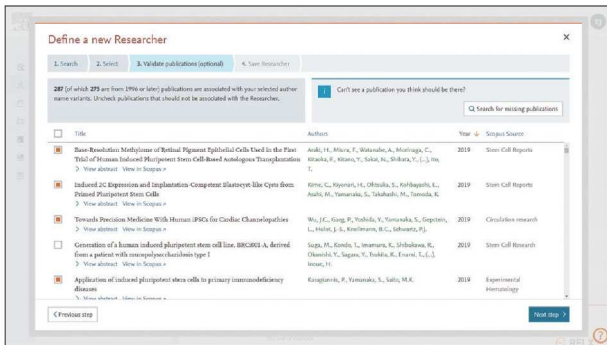 Define a new Researcher
×
1. Search
2. Select
3. Validate publications (optional)
4. Save Researcher
287 (of which 275 are from 1996 or later) publications are associated with your selected author
name variants. Uncheck publications that should not be associated with the Researcher.
i
Can't see a publication you think should be there?
Search for missing publications
Title Authors Year Scopus Source
Base-Resolution Methylome of Retinal Pigment Epithelial Cells Used in the First
Trial of Human Induced Pluripotent Stem Cell-Based Autologous Transplantation
> View abstract View in Scopus »
Araki, H., Miura, F., Watanabe, A., Morinaga, C.,
Kitaoka, F., Kitano, Y., Sakai, N., Shibata, Y., (...), Ito,
T.
2019 Stem Cell Reports
Induced 2C Expression and Implantation-Competent Blastocyst-like Cysts from
Primed Pluripotent Stem Cells
> View abstract View in Scopus »
Kime, C., Kiyonari, H., Ohtsuka, S., Kohbayashi, E.,
Asahi, M., Yamanaka, S., Takahashi, M., Tomoda, K.
2019 Stem Cell Reports
Towards Precision Medicine With Human iPSCs for Cardiac Channelopathies
> View abstract View in Scopus »
Wu, J.C., Garg, P., Yoshida, Y., Yamanaka, S., Gepstein,
L., Hulot, J.-S., Knollmann, B.C., Schwartz, P.J.
2019 Circulation research
Generation of a human induced pluripotent stem cell line, BRCi001-A, derived
from a patient with mucopolysaccharidosis type I
> View abstract View in Scopus »
Suga, M., Kondo, T., Imamura, K., Shibukawa, R.,
Okanishi, Y., Sagara, Y., Tsukita, K., Enami, T., (...),
Inoue, H.
2019 Stem Cell Research
Application of induced pluripotent stem cells to primary immunodeficiency
diseases
> View abstract View in Scopus »
Karagiannis, P., Yamanaka, S., Saito, M.K.
2019 Experimental
Hematology
Previous step
Next step
?